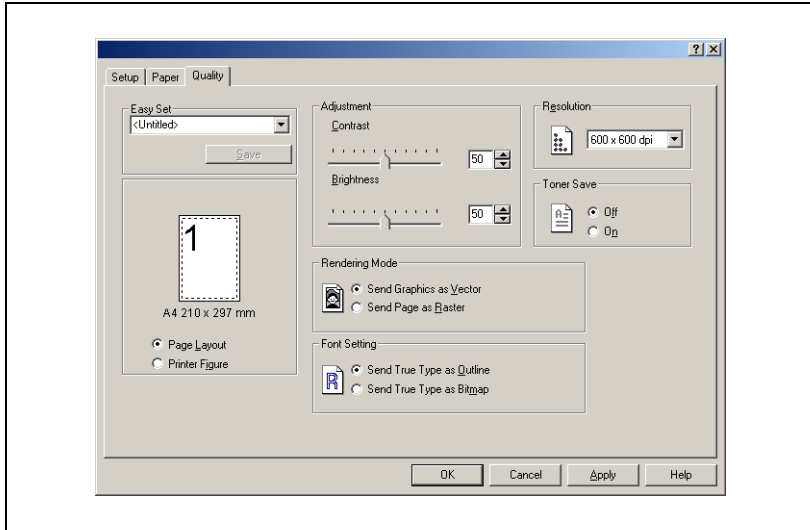 Setup Paper Quality
Easy Set
<Untitled>
Save
1
A4 210 x 297 mm
Page Layout
Printer Figure
Adjustment
Contrast
50
Brightness
50
Rendering Mode
Send Graphics as Vector
Send Page as Raster
Font Setting
R
Send True Type as Outline
Send True Type as Bitmap
Resolution
600 x 600 dpi
Toner Save
Off
On
OK Cancel Apply Help